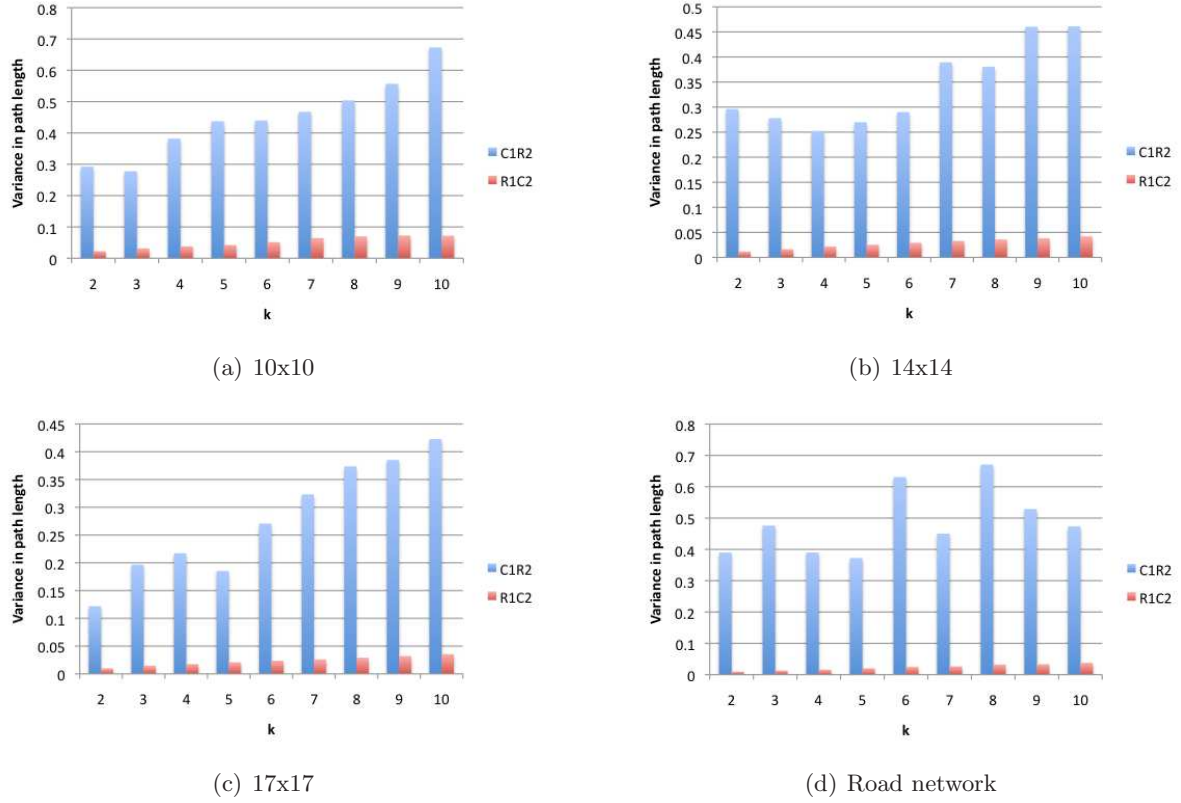 0.8
0.7
0.6
0.5
0.4
0.3
0.2
0.1
0
Variance in path length
2 3 4 5 6 7 8 9 10
k
C1R2
R1C2
(a) 10x10
0.5
0.45
0.4
0.35
0.3
0.25
0.2
0.15
0.1
0.05
0
Variance in path length
2 3 4 5 6 7 8 9 10
k
C1R2
R1C2
(b) 14x14
0.45
0.4
0.35
0.3
0.25
0.2
0.15
0.1
0.05
0
Variance in path length
2 3 4 5 6 7 8 9 10
k
C1R2
R1C2
(c) 17x17
0.8
0.7
0.6
0.5
0.4
0.3
0.2
0.1
0
Variance in path length
2 3 4 5 6 7 8 9 10
k
C1R2
R1C2
(d) Road network